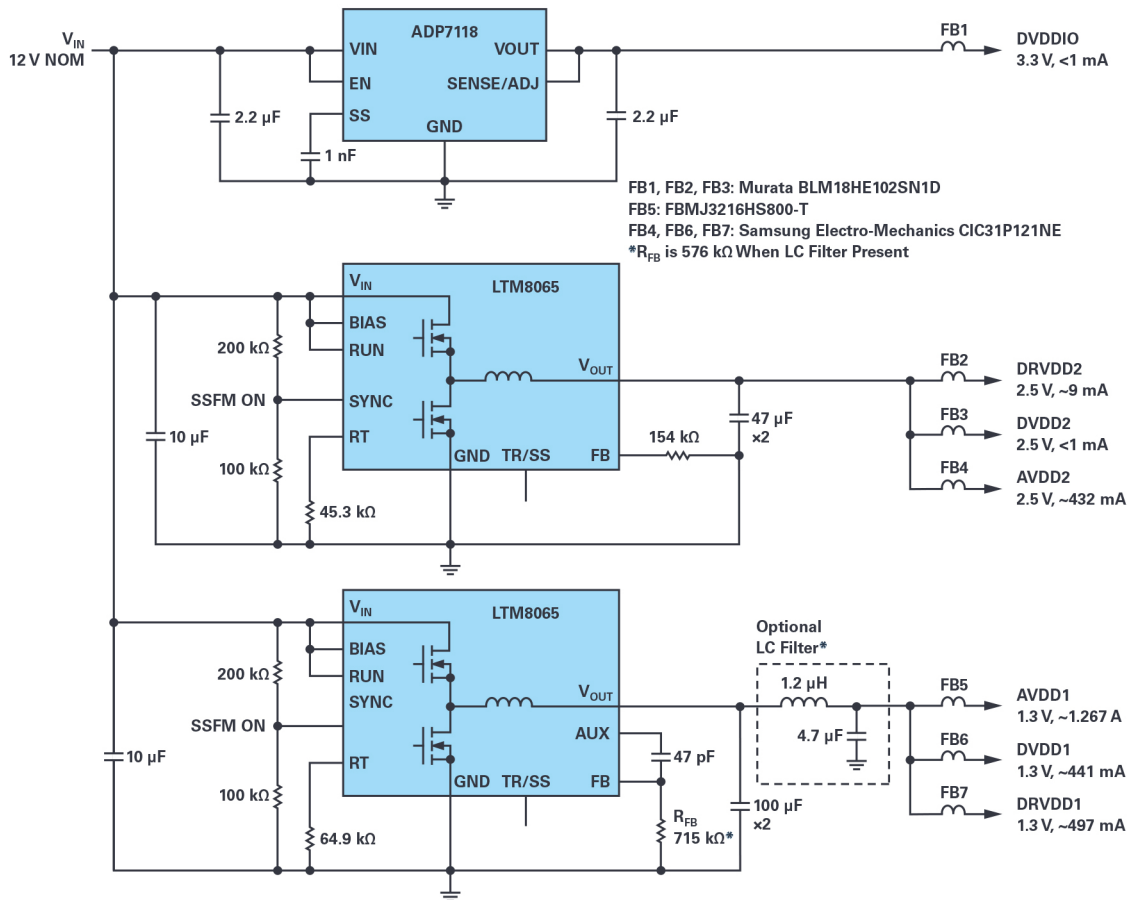 V_IN
12 V NOM
ADP7118
VIN
EN
SS
VOUT
SENSE/ADJ
GND
2.2 µF
1 nF
2.2 µF
FB1
DVDDIO
3.3 V, <1 mA
FB1, FB2, FB3: Murata BLM18HE102SN1D
FB5: FBMJ3216HS800-T
FB4, FB6, FB7: Samsung Electro-Mechanics CIC31P121NE
*R_FB is 576 kΩ When LC Filter Present
V_IN
LTM8065
BIAS
RUN
SYNC
RT
V_OUT
GND
TR/SS
FB
200 kΩ
SSFM ON
100 kΩ
10 µF
45.3 kΩ
154 kΩ
47 µF
×2
FB2
DRVDD2
2.5 V, ~9 mA
FB3
DVDD2
2.5 V, <1 mA
FB4
AVDD2
2.5 V, ~432 mA
V_IN
LTM8065
BIAS
RUN
SYNC
RT
V_OUT
AUX
GND
TR/SS
FB
200 kΩ
SSFM ON
100 kΩ
10 µF
64.9 kΩ
47 pF
R_FB
715 kΩ*
100 µF
×2
Optional
LC Filter*
1.2 µH
4.7 µF
FB5
AVDD1
1.3 V, ~1.267 A
FB6
DVDD1
1.3 V, ~441 mA
FB7
DRVDD1
1.3 V, ~497 mA